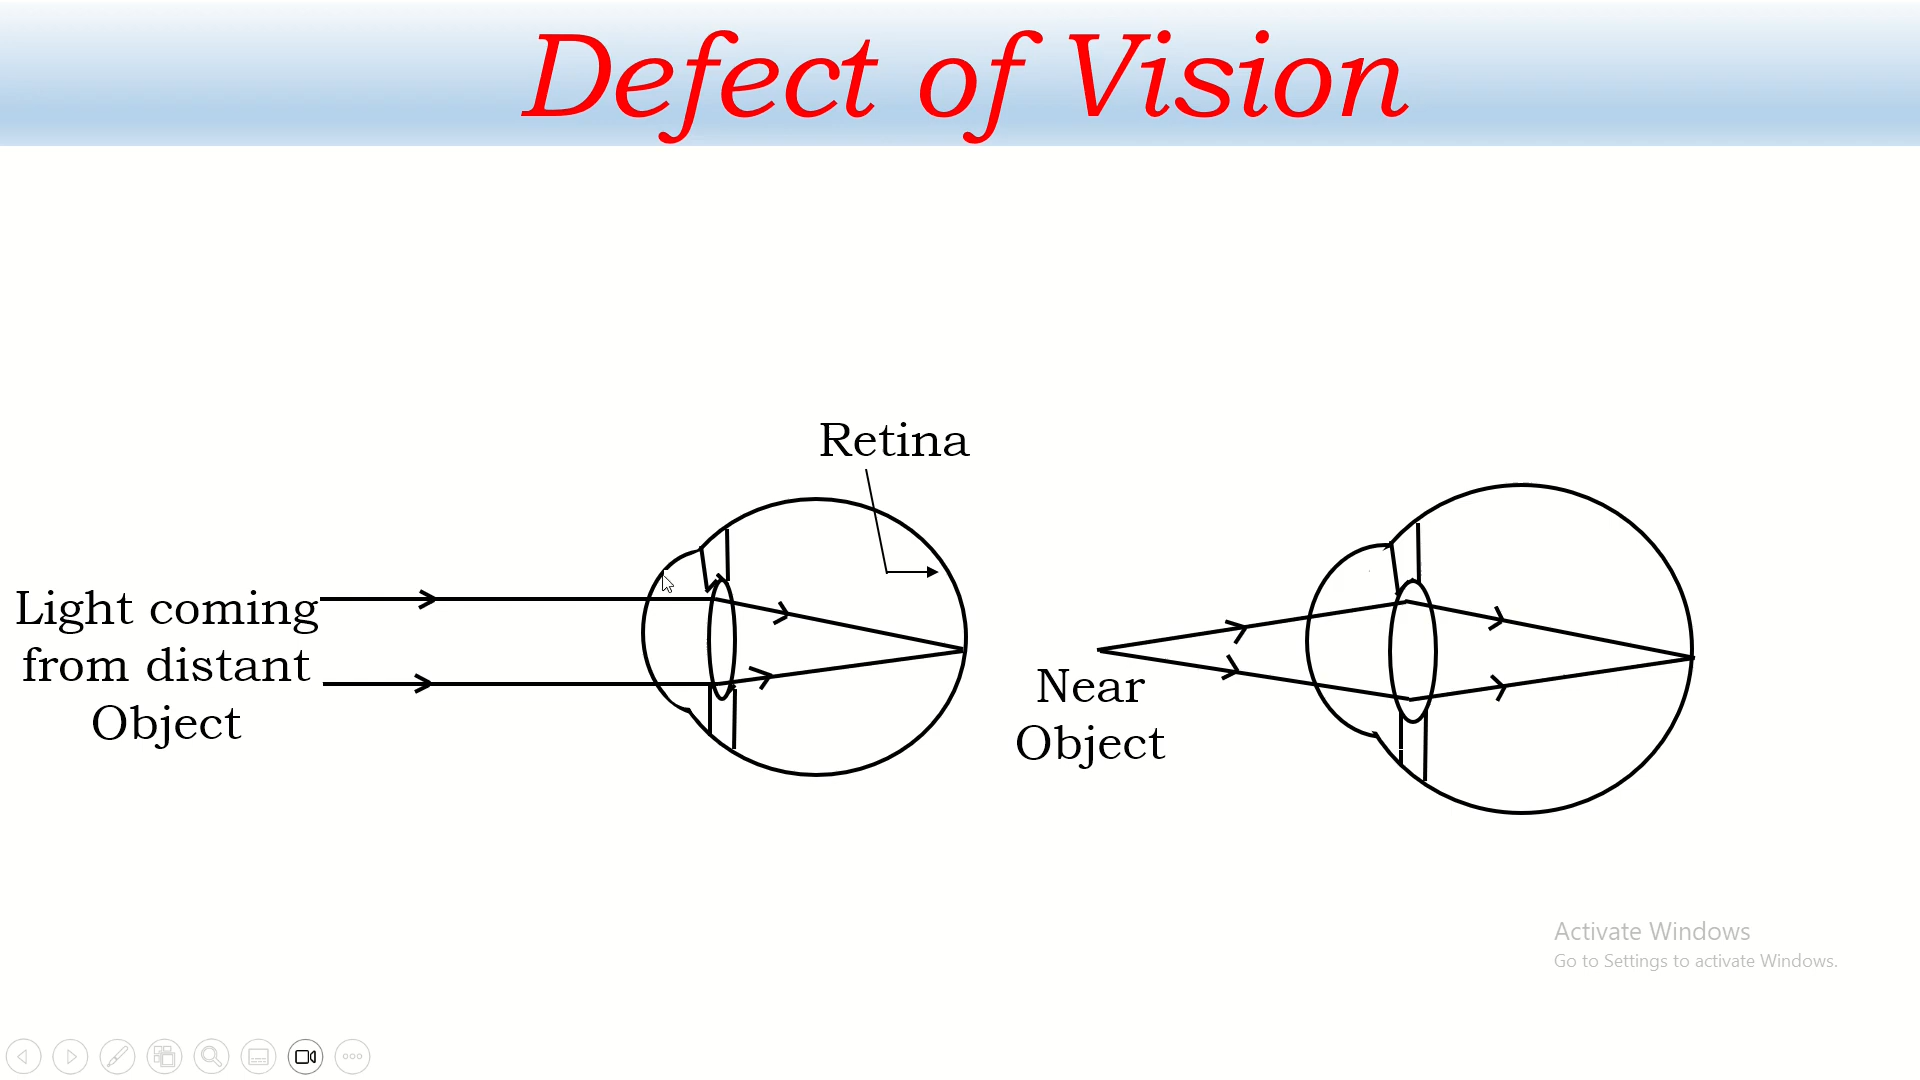 Defect of Vision
Retina
Light coming
from distant
Object
Near
Object
Activate Windows
Go to Settings to activate Windows.